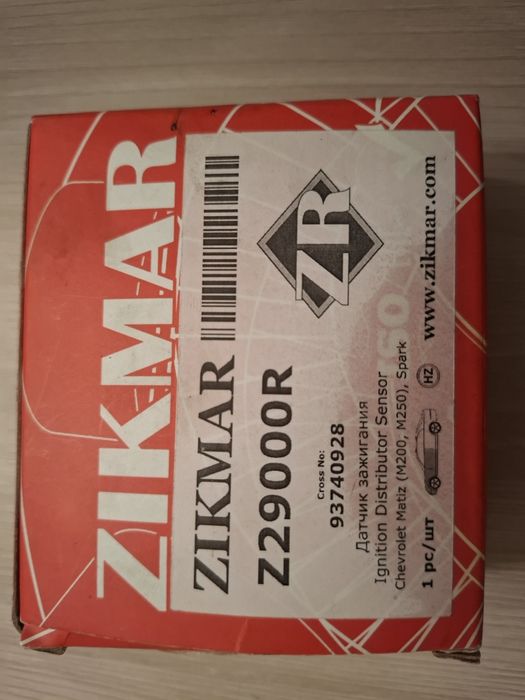 ZIKMAR
ZIKMAR
Z29000R
Cross No:
93740928
Датчик зажигания
Ignition Distributor Sensor
Chevrolet Matiz (M200, M250), Spark
1 pc/шт
HZ
www.zikmar.com
ZR